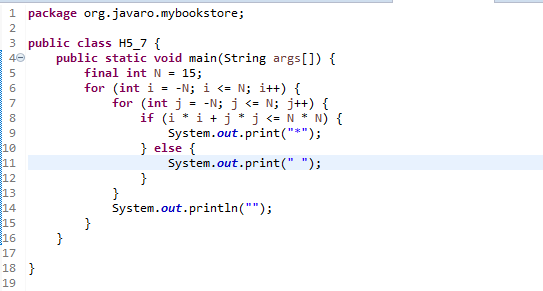 1 package org.javaro.mybookstore;
2
3 public class H5_7 {
4     public static void main(String args[]) {
5         final int N = 15;
6         for (int i = -N; i <= N; i++) {
7             for (int j = -N; j <= N; j++) {
8                 if (i * i + j * j <= N * N) {
9                     System.out.print("*");
10                 } else {
11                     System.out.print(" ");
12                 }
13             }
14             System.out.println("");
15         }
16     }
17
18 }
19